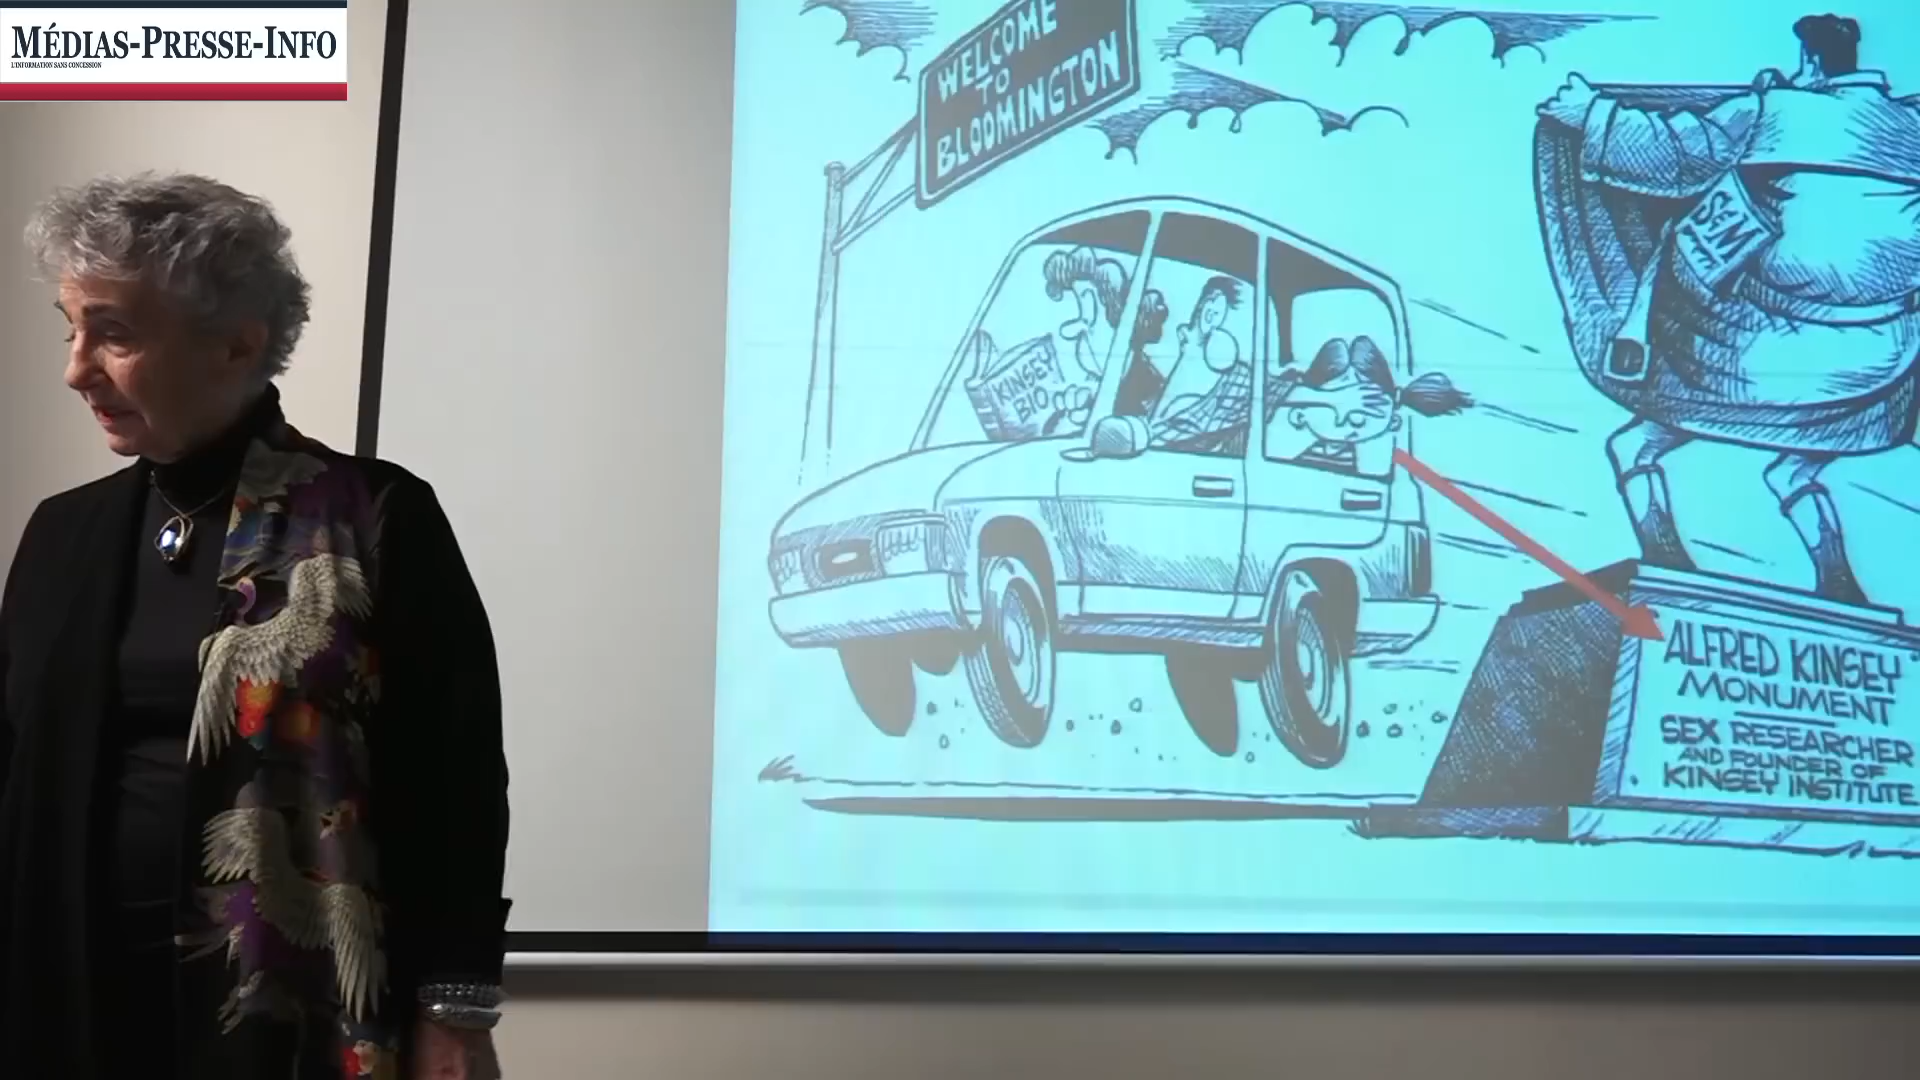 MÉDIAS-PRESSE-INFO
L'INFORMATION SANS CONCESSION
WELCOME
TO
BLOOMINGTON
KINSEY
BIO
S&M
ALFRED KINSEY
MONUMENT
SEX RESEARCHER
AND FOUNDER OF
KINSEY INSTITUTE